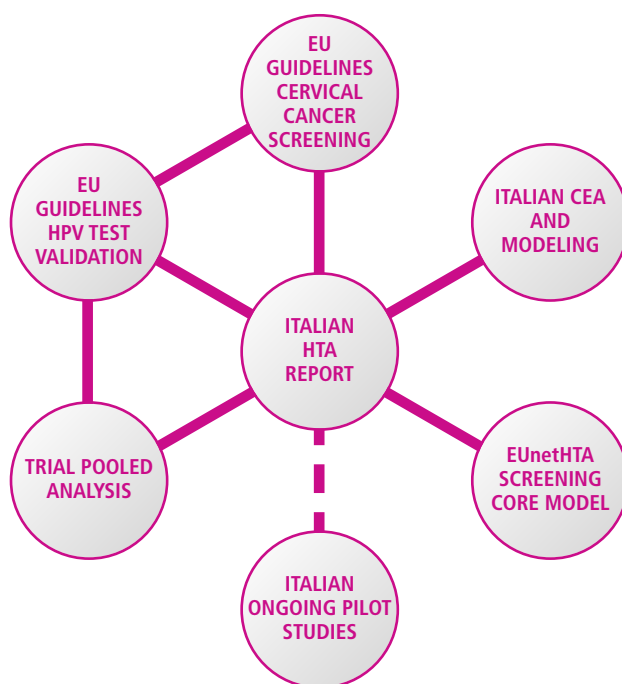 EU
GUIDELINES
CERVICAL
CANCER
SCREENING
EU
GUIDELINES
HPV TEST
VALIDATION
ITALIAN CEA
AND
MODELING
ITALIAN
HTA
REPORT
TRIAL POOLED
ANALYSIS
EUnetHTA
SCREENING
CORE MODEL
ITALIAN
ONGOING PILOT
STUDIES